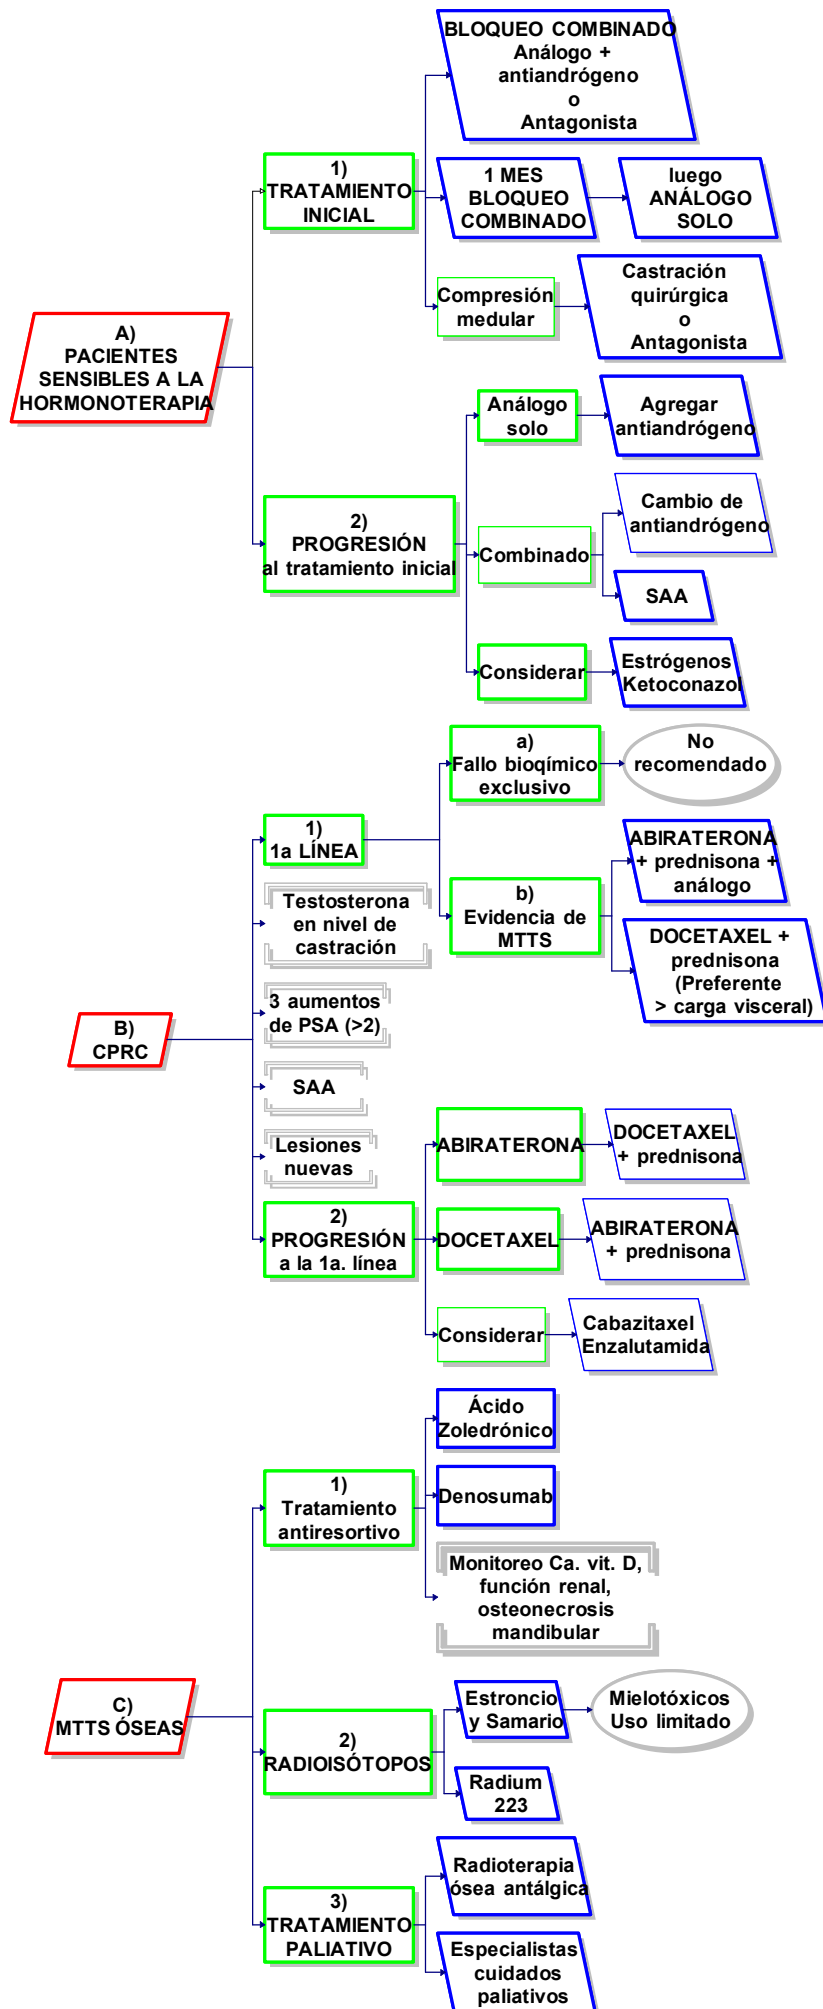 BLOQUEO COMBINADO
Análogo +
antiandrógeno
o
Antagonista
1)
TRATAMIENTO
INICIAL
1 MES
BLOQUEO
COMBINADO
luego
ANÁLOGO
SOLO
Compresión
medular
Castración
quirúrgica
o
Antagonista
A)
PACIENTES
SENSIBLES A LA
HORMONOTERAPIA
Análogo
solo
Agregar
antiandrógeno
2)
PROGRESIÓN
al tratamiento inicial
Combinado
Cambio de
antiandrógeno
SAA
Considerar
Estrógenos
Ketoconazol
a)
Fallo bioqímico
exclusivo
No
recomendado
1)
1a LÍNEA
b)
Evidencia de
MTTS
ABIRATERONA
+ prednisona +
análogo
DOCETAXEL +
prednisona
(Preferente
> carga visceral)
Testosterona
en nivel de
castración
3 aumentos
de PSA (>2)
B)
CPRC
SAA
Lesiones
nuevas
2)
PROGRESIÓN
a la 1a. línea
ABIRATERONA
DOCETAXEL
+ prednisona
DOCETAXEL
ABIRATERONA
+ prednisona
Considerar
Cabazitaxel
Enzalutamida
Ácido
Zoledrónico
1)
Tratamiento
antiresortivo
Denosumab
Monitoreo Ca. vit. D,
función renal,
osteonecrosis
mandibular
C)
MTTS ÓSEAS
2)
RADIOISÓTOPOS
Estroncio
y Samario
Mielotóxicos
Uso limitado
Radium
223
3)
TRATAMIENTO
PALIATIVO
Radioterapia
ósea antálgica
Especialistas
cuidados
paliativos